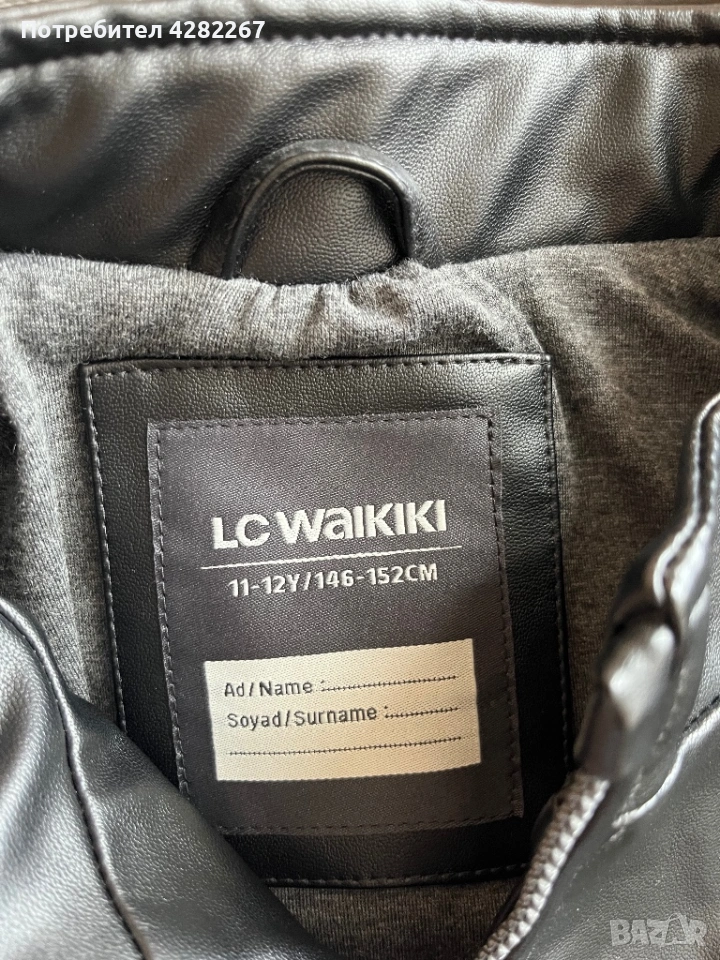 Потребител 4282267
LC WAIKIKI
11-12Y/146-152CM
Ad/Name :....................
Soyad/Surname :...........
BAZAR